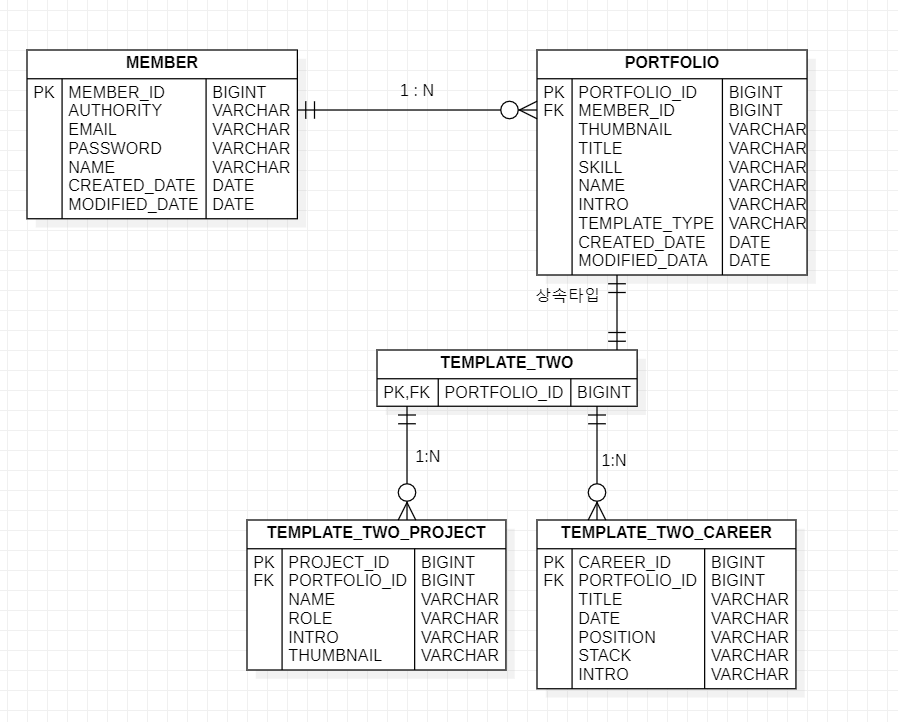 MEMBER
PK MEMBER_ID BIGINT
AUTHORITY VARCHAR
EMAIL VARCHAR
PASSWORD VARCHAR
NAME VARCHAR
CREATED_DATE DATE
MODIFIED_DATE DATE
1 : N
PORTFOLIO
PK PORTFOLIO_ID BIGINT
FK MEMBER_ID BIGINT
THUMBNAIL VARCHAR
TITLE VARCHAR
SKILL VARCHAR
NAME VARCHAR
INTRO VARCHAR
TEMPLATE_TYPE VARCHAR
CREATED_DATE DATE
MODIFIED_DATA DATE
상속타입
TEMPLATE_TWO
PK,FK PORTFOLIO_ID BIGINT
1:N
1:N
TEMPLATE_TWO_PROJECT
PK PROJECT_ID BIGINT
FK PORTFOLIO_ID BIGINT
NAME VARCHAR
ROLE VARCHAR
INTRO VARCHAR
THUMBNAIL VARCHAR
TEMPLATE_TWO_CAREER
PK CAREER_ID BIGINT
FK PORTFOLIO_ID BIGINT
TITLE VARCHAR
DATE VARCHAR
POSITION VARCHAR
STACK VARCHAR
INTRO VARCHAR